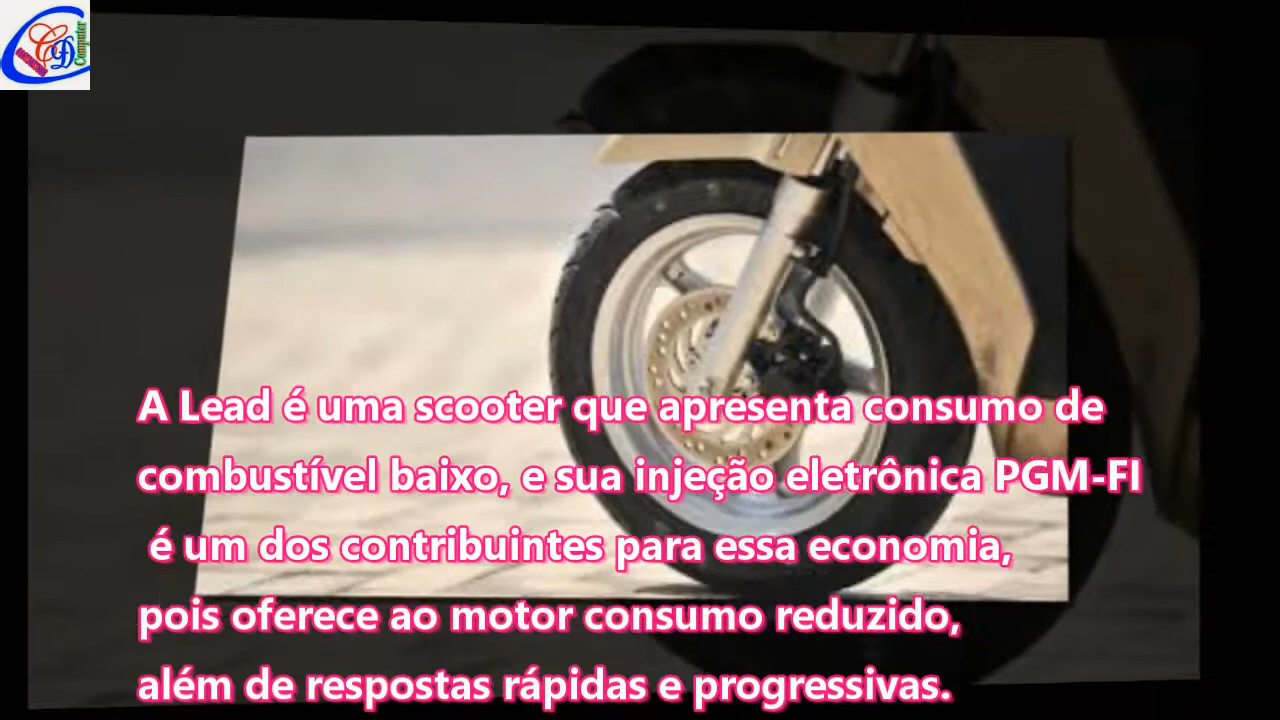 Computer
A Lead é uma scooter que apresenta consumo de
combustível baixo, e sua injeção eletrônica PGM-FI
é um dos contribuintes para essa economia,
pois oferece ao motor consumo reduzido,
além de respostas rápidas e progressivas.